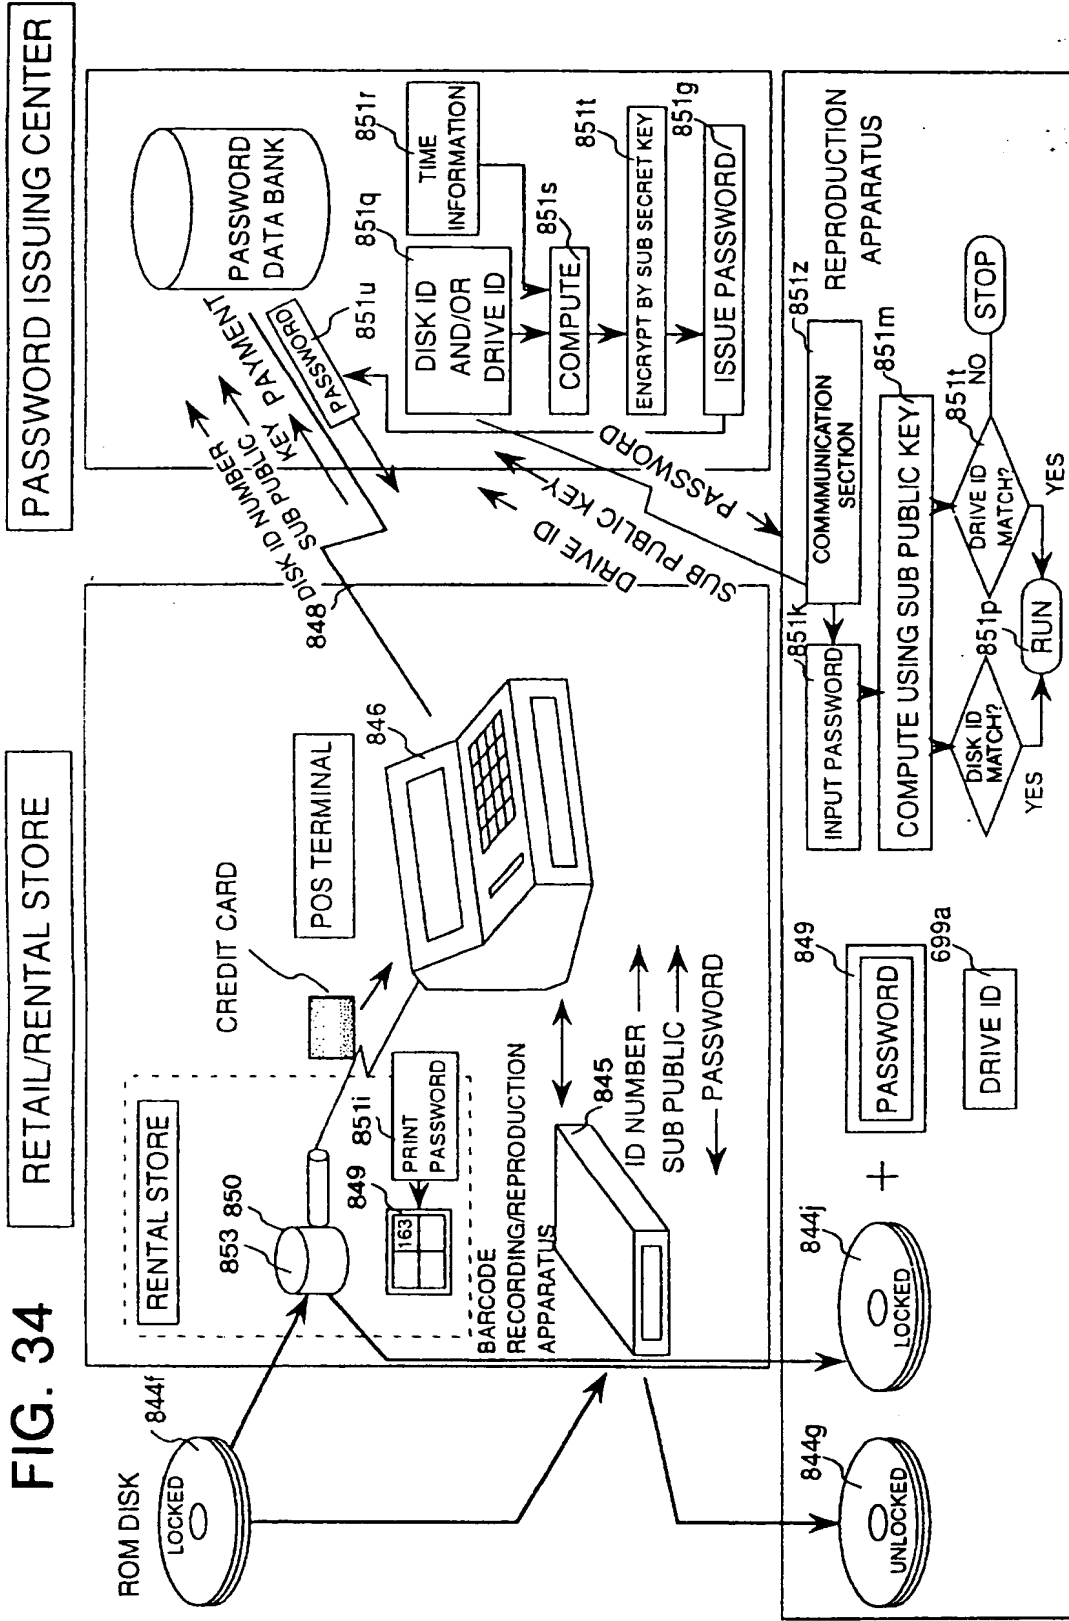 FIG. 34
RETAIL/RENTAL STORE
PASSWORD ISSUING CENTER
ROM DISK
844f
LOCKED
RENTAL STORE
853
850
849
163
851i
PRINT
PASSWORD
CREDIT CARD
POS TERMINAL
846
BARCODE
RECORDING/REPRODUCTION
APPARATUS
845
ID NUMBER
SUB PUBLIC
PASSWORD
848
DISK ID NUMBER
SUB PUBLIC
KEY
PAYMENT
PASSWORD
851u
PASSWORD
DATA BANK
851q
DISK ID
AND/OR
DRIVE ID
851r
TIME
INFORMATION
851s
COMPUTE
851t
ENCRYPT BY SUB SECRET KEY
851g
ISSUE PASSWORD
DRIVE ID
SUB PUBLIC KEY
PASSWORD
844g
UNLOCKED
844j
LOCKED
+
849
PASSWORD
699a
DRIVE ID
REPRODUCTION
APPARATUS
851z
COMMMUNICATION
SECTION
851k
INPUT PASSWORD
851m
COMPUTE USING SUB PUBLIC KEY
DISK ID
MATCH?
YES
851p
RUN
DRIVE ID
MATCH?
851t
NO
YES
STOP